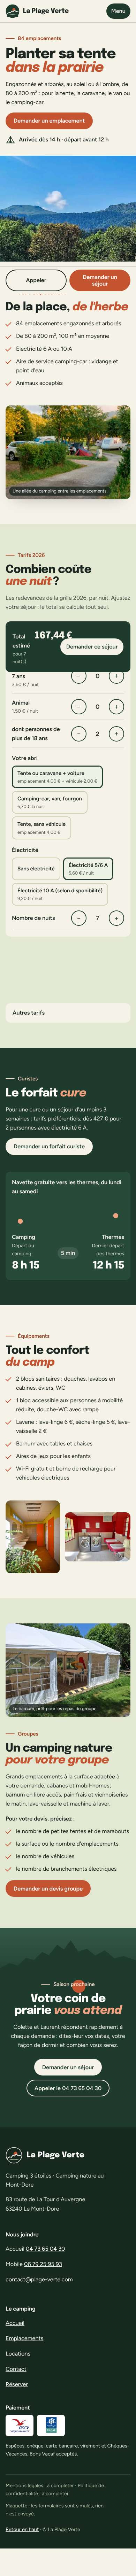 La Plage Verte
Menu
84 emplacements
Planter sa tente
dans la prairie
Engazonnés et arborés, au soleil ou à l'ombre, de
80 à 200 m² : pour la tente, la caravane, le van ou
le camping-car.
Demander un emplacement
Arrivée dès 14 h · départ avant 12 h
Appeler
Demander un
séjour
De la place, de l'herbe
84 emplacements engazonnés et arborés
De 80 à 200 m², 100 m² en moyenne
Électricité 6 A ou 10 A
Aire de service camping-car : vidange et
point d'eau
Animaux acceptés
Une allée du camping entre les emplacements.
Tarifs 2026
Combien coûte
une nuit ?
Les vraies grilles 2026, par nuit. Ajustez
votre séjour : le total se calcule tout seul.
Total
estimé
pour 7
nuit(s)
167,44 €
Demander ce séjour
7 ans
3,60 € / nuit
− 0 +
Animal
1,50 € / nuit
− 0 +
dont personnes de
plus de 18 ans
− 2 +
Votre abri
Tente ou caravane + voiture
emplacement 4,00 € + véhicule 2,00 €
Camping-car, van, fourgon
6,70 € la nuit
Tente, sans véhicule
emplacement 4,00 €
Électricité
Sans électricité
Électricité 5/6 A
5,60 € / nuit
Électricité 10 A (selon disponibilité)
9,00 € / nuit
Nombre de nuits
− 7 +
Autres tarifs
Curistes
Le forfait cure
Pour une cure ou un séjour d'au moins 3
semaines : tarifs préférentiels, dès 427 € pour
2 personnes avec électricité 6 A.
Demander un forfait curiste
Navette gratuite vers les thermes, du lundi
au samedi
Camping
Départ du
camping
8 h 15
5 min
Thermes
Dernier départ
des thermes
12 h 15
Équipements
Tout le confort
du camp
2 blocs sanitaires : douches, lavabos en
cabines, éviers, WC
1 bloc accessible aux personnes à mobilité
réduite, douche-WC avec rampe
Laverie : lave-linge 6 €, sèche-linge 5 €, lave-
vaisselle 2 €
Barnum avec tables et chaises
Aires de jeux pour les enfants
Wi-Fi gratuit et borne de recharge pour
véhicules électriques
Le barnum, prêt pour les repas de groupe.
Groupes
Un camping nature
pour votre groupe
Grands emplacements à la surface adaptée à
votre demande, cabanes et mobil-homes ;
barnum en libre accès, pain frais et viennoiseries
le matin, lave-vaisselle et machine à laver.
Pour votre devis, précisez :
le nombre de petites tentes et de marabouts
la surface ou le nombre d'emplacements
le nombre de véhicules
le nombre de branchements électriques
Demander un devis groupe
Saison prochaine
Votre coin de
prairie vous attend
Colette et Laurent répondent rapidement à
chaque demande : dites-leur vos dates, votre
façon de dormir et combien vous serez.
Demander un séjour
Appeler le 04 73 65 04 30
La Plage Verte
Camping 3 étoiles · Camping nature au
Mont-Dore
83 route de La Tour d'Auvergne
63240 Le Mont-Dore
Nous joindre
Accueil 04 73 65 04 30
Mobile 06 79 25 95 93
contact@plage-verte.com
Le camping
Accueil
Emplacements
Locations
Contact
Réserver
Paiement
Espèces, chèque, carte bancaire, virement et Chèques-
Vacances. Bons Vacaf acceptés.
Mentions légales : à compléter · Politique de
confidentialité : à compléter
Maquette : les formulaires sont simulés, rien
n'est envoyé.
Retour en haut · © La Plage Verte